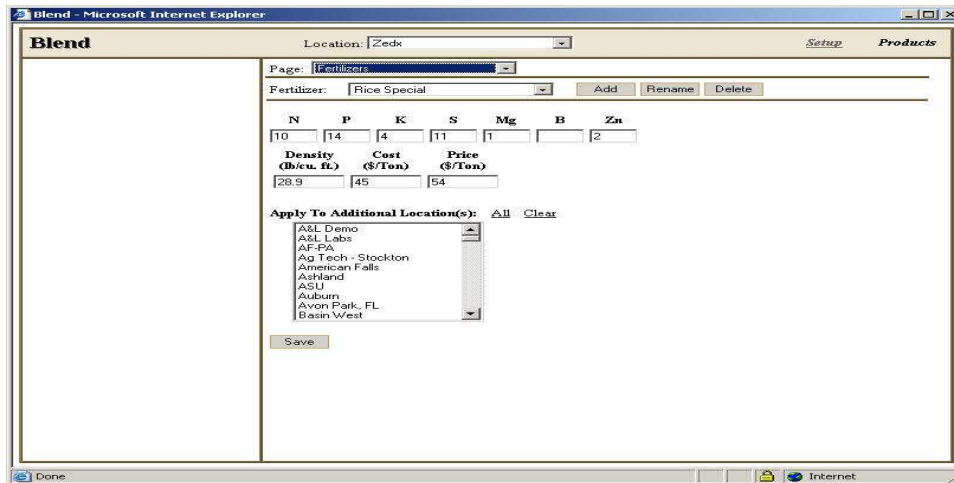 Blend - Microsoft Internet Explorer
Blend Location: Zedx Setup Products
Page: Fertilizers
Fertilizer: Rice Special Add Rename Delete
N P K S Mg B Zn
10 14 4 11 1 2
Density Cost Price
(lb/cu. ft.) ($/Ton) ($/Ton)
28.9 45 54
Apply To Additional Location(s): All Clear
A&L Demo
A&L Labs
AF-PA
Ag Tech - Stockton
American Falls
Ashland
ASU
Auburn
Avon Park, FL
Basin West
Save
Done Internet